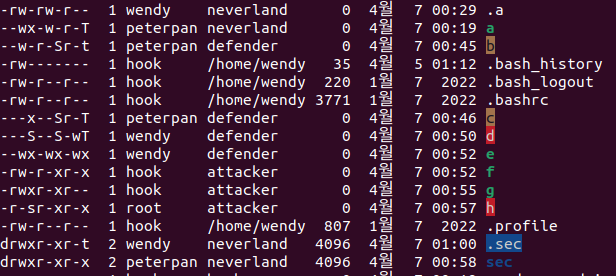 -rw-rw-r-- 1 wendy neverland 0 4월 7 00:29 .a
--wx-w-r-T 1 peterpan neverland 0 4월 7 00:19 a
--w-r-Sr-t 1 peterpan defender 0 4월 7 00:45 b
-rw------- 1 hook /home/wendy 35 4월 5 01:12 .bash_history
-rw-r--r-- 1 hook /home/wendy 220 1월 7 2022 .bash_logout
-rw-r--r-- 1 hook /home/wendy 3771 1월 7 2022 .bashrc
---x--Sr-T 1 peterpan defender 0 4월 7 00:46 c
---S--S-wT 1 wendy defender 0 4월 7 00:50 d
--wx-wx-wx 1 wendy defender 0 4월 7 00:52 e
-rw-r-xr-x 1 hook attacker 0 4월 7 00:52 f
-rwxr-xr-- 1 hook attacker 0 4월 7 00:55 g
-r-sr-xr-x 1 root attacker 0 4월 7 00:57 h
-rw-r--r-- 1 hook /home/wendy 807 1월 7 2022 .profile
drwxr-xr-t 2 wendy neverland 4096 4월 7 01:00 .sec
drwxr-xr-x 2 peterpan neverland 4096 4월 7 00:58 sec